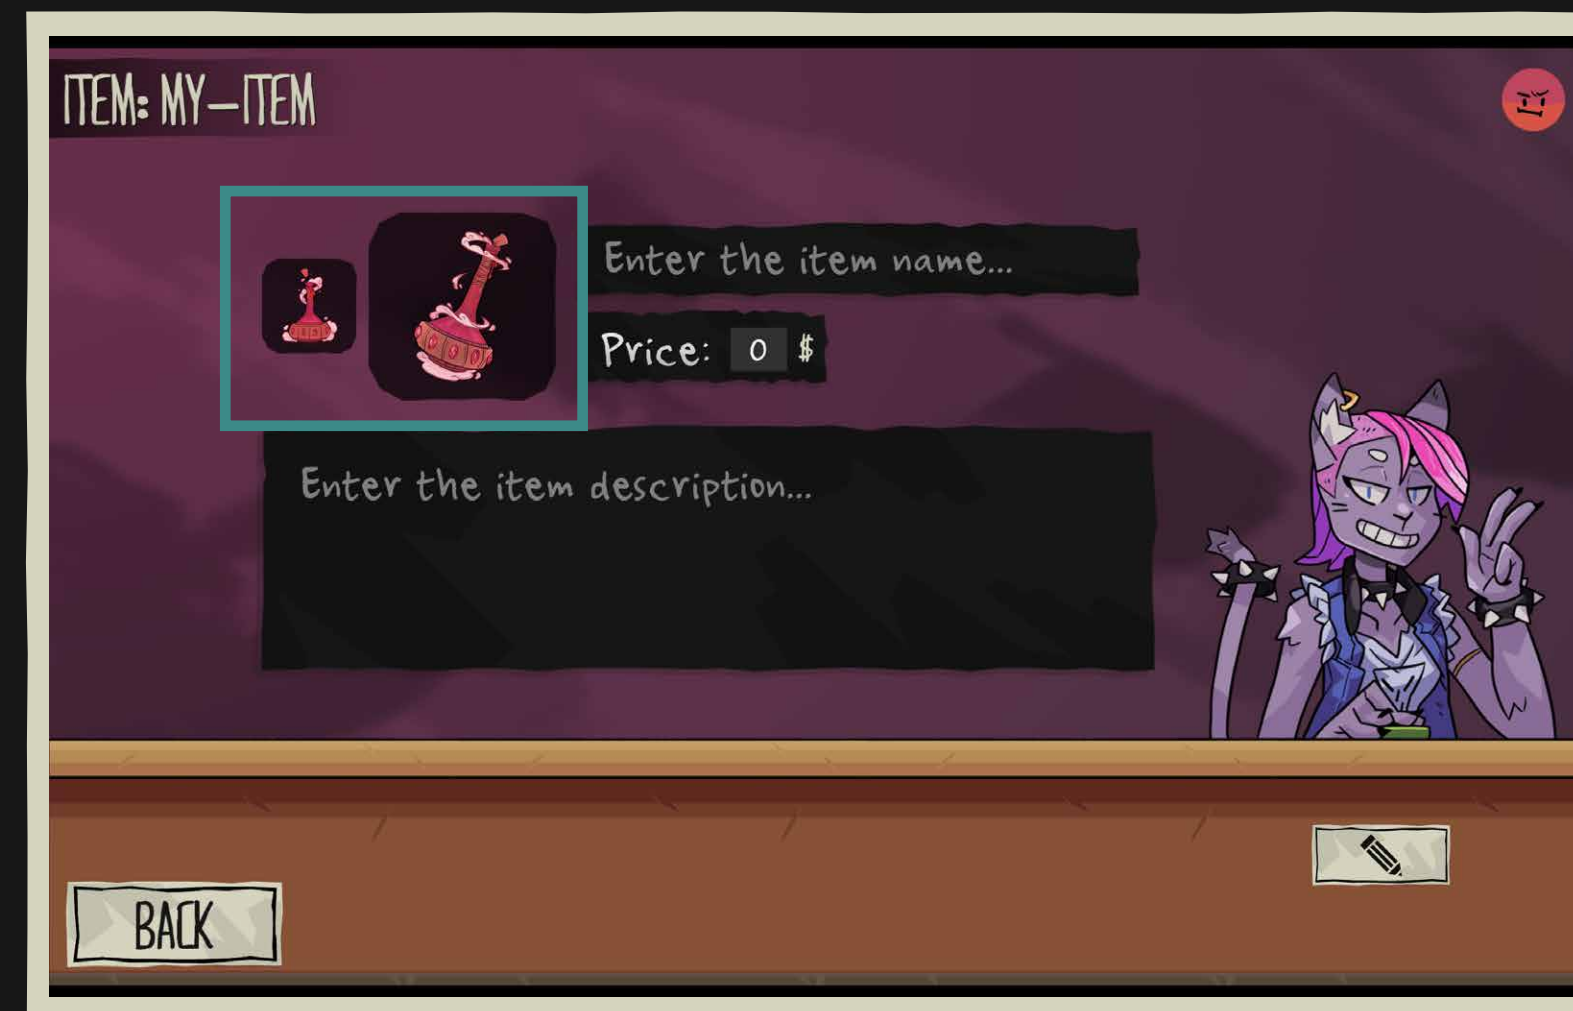 ITEM: MY-ITEM
Enter the item name...
Price: 0 $
Enter the item description...
BACK